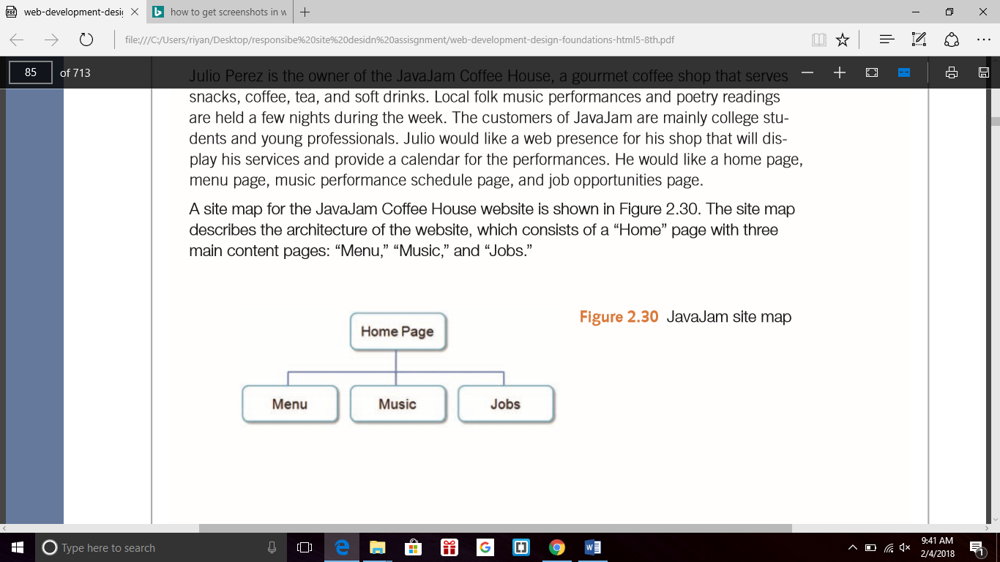 web-development-desi
how to get screenshots in w
file:///C:/Users/riyan/Desktop/responsibe%20site%20desidn%20assisgnment/web-development-design-foundations-html5-8th.pdf
85 of 713
Julio Perez is the owner of the JavaJam Coffee House, a gourmet coffee shop that serves
snacks, coffee, tea, and soft drinks. Local folk music performances and poetry readings
are held a few nights during the week. The customers of JavaJam are mainly college stu-
dents and young professionals. Julio would like a web presence for his shop that will dis-
play his services and provide a calendar for the performances. He would like a home page,
menu page, music performance schedule page, and job opportunities page.
A site map for the JavaJam Coffee House website is shown in Figure 2.30. The site map
describes the architecture of the website, which consists of a “Home” page with three
main content pages: “Menu,” “Music,” and “Jobs.”
Figure 2.30 JavaJam site map
Home Page
Menu Music Jobs
Type here to search
9:41 AM
2/4/2018
1